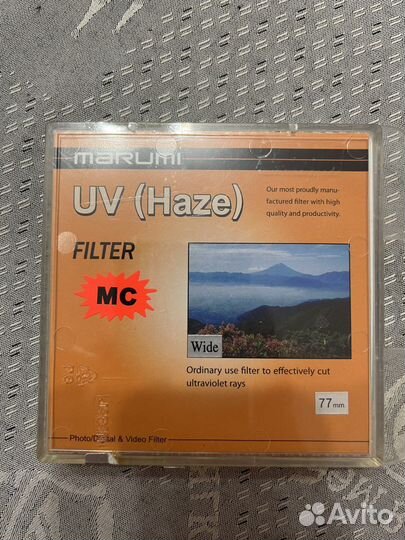 marumi
UV (Haze)
Our most proudly manu-
factured filter with high
quality and productivity.
FILTER
MC
Wide
Ordinary use filter to effectively cut
ultraviolet rays
77mm
Photo/Digital & Video Filter
Avito